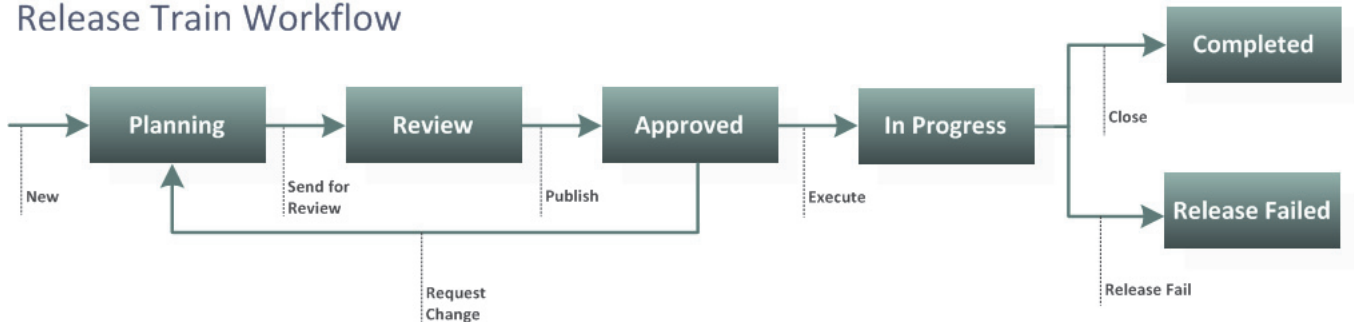 Release Train Workflow
Completed
Planning
Review
Approved
In Progress
Close
New
Send for
Review
Publish
Execute
Release Failed
Request
Change
Release Fail